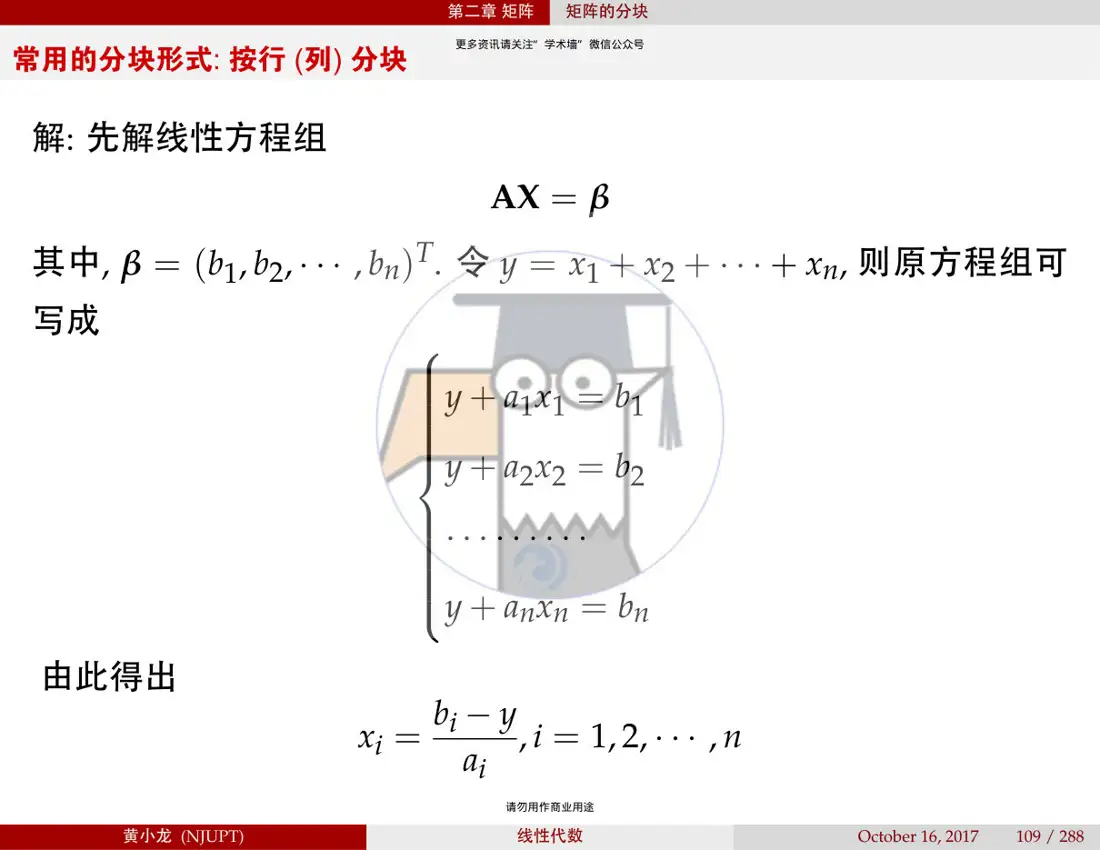 第二章 矩阵 矩阵的分块
更多资讯请关注“学术墙”微信公众号
常用的分块形式: 按行 (列) 分块
解: 先解线性方程组
AX = β
其中, β = (b₁, b₂, ⋯ , bₙ)ᵀ. 令 y = x₁ + x₂ + ⋯ + xₙ, 则原方程组可
写成
y + a₁x₁ = b₁
y + a₂x₂ = b₂
⋯⋯⋯
y + aₙxₙ = bₙ
由此得出
xᵢ = (bᵢ − y)/aᵢ, i = 1, 2, ⋯ , n
请勿用作商业用途
黄小龙 (NJUPT) 线性代数 October 16, 2017 109 / 288